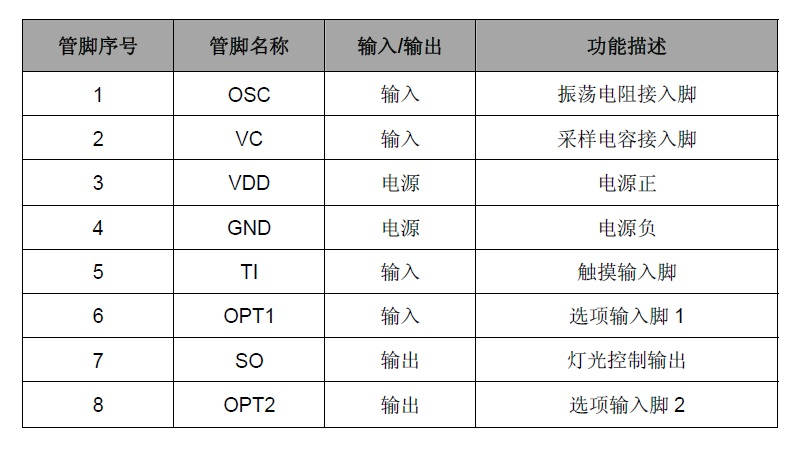 管脚序号 管脚名称 输入/输出 功能描述
1 OSC 输入 振荡电阻接入脚
2 VC 输入 采样电容接入脚
3 VDD 电源 电源正
4 GND 电源 电源负
5 TI 输入 触摸输入脚
6 OPT1 输入 选项输入脚 1
7 SO 输出 灯光控制输出
8 OPT2 输出 选项输入脚 2